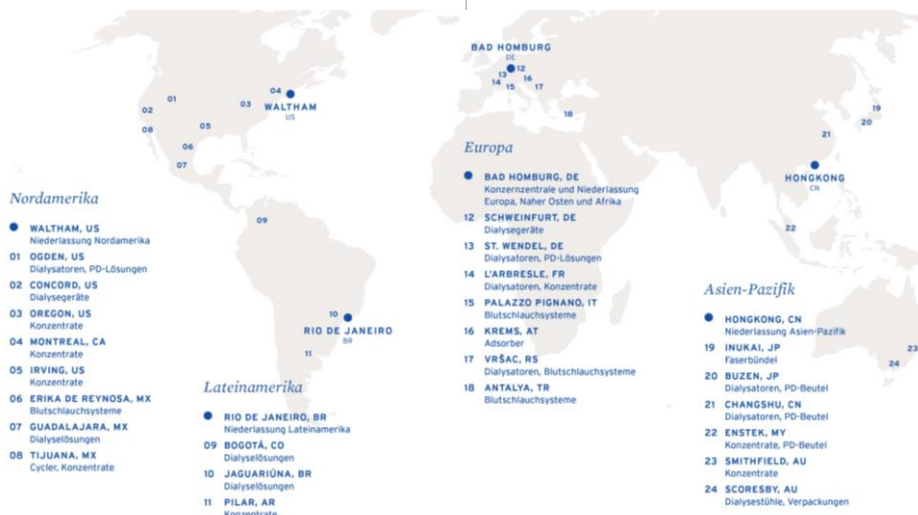 BAD HOMBURG
DE
12
13
14
15
16
17
18
04
WALTHAM
US
01
02
03
05
08
06
07
19
20
21
HONGKONG
CN
22
23
24
09
10
RIO DE JANEIRO
BR
11
Nordamerika
WALTHAM, US
Niederlassung Nordamerika
01 OGDEN, US
Dialysatoren, PD-Lösungen
02 CONCORD, US
Dialysegeräte
03 OREGON, US
Konzentrate
04 MONTREAL, CA
Konzentrate
05 IRVING, US
Konzentrate
06 ERIKA DE REYNOSA, MX
Blutschlauchsysteme
07 GUADALAJARA, MX
Dialyselösungen
08 TIJUANA, MX
Cycler, Konzentrate
Lateinamerika
RIO DE JANEIRO, BR
Niederlassung Lateinamerika
09 BOGOTÁ, CO
Dialyselösungen
10 JAGUARIÚNA, BR
Dialyselösungen
11 PILAR, AR
Konzentrate
Europa
BAD HOMBURG, DE
Konzernzentrale und Niederlassung
Europa, Naher Osten und Afrika
12 SCHWEINFURT, DE
Dialysegeräte
13 ST. WENDEL, DE
Dialysatoren, PD-Lösungen
14 L'ARBRESLE, FR
Dialysatoren, Konzentrate
15 PALAZZO PIGNANO, IT
Blutschlauchsysteme
16 KREMS, AT
Adsorber
17 VRŠAC, RS
Dialysatoren, Blutschlauchsysteme
18 ANTALYA, TR
Blutschlauchsysteme
Asien-Pazifik
HONGKONG, CN
Niederlassung Asien-Pazifik
19 INUKAI, JP
Faserbündel
20 BUZEN, JP
Dialysatoren, PD-Beutel
21 CHANGSHU, CN
Dialysatoren, PD-Beutel
22 ENSTEK, MY
Konzentrate, PD-Beutel
23 SMITHFIELD, AU
Konzentrate
24 SCORESBY, AU
Dialysestühle, Verpackungen